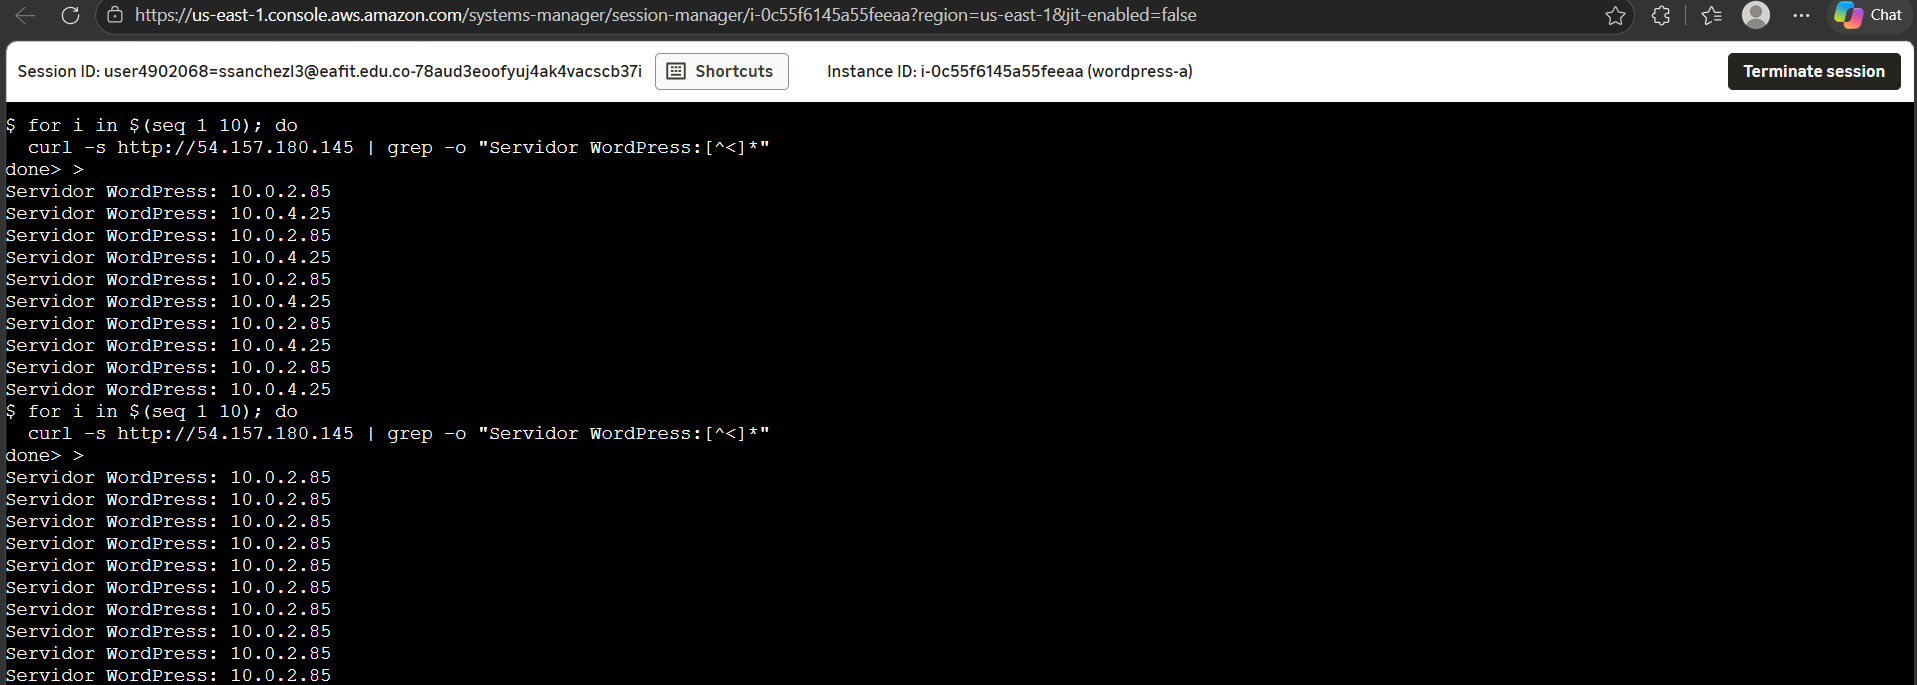 https://us-east-1.console.aws.amazon.com/systems-manager/session-manager/i-0c55f6145a55feeaa?region=us-east-1&jit-enabled=false
Chat
Session ID: user4902068=ssanchezl3@eafit.edu.co-78aud3eoofyuj4ak4vacscb37i
Shortcuts
Instance ID: i-0c55f6145a55feeaa (wordpress-a)
Terminate session
$ for i in $(seq 1 10); do
  curl -s http://54.157.180.145 | grep -o "Servidor WordPress:[^<]*"
done> >
Servidor WordPress: 10.0.2.85
Servidor WordPress: 10.0.4.25
Servidor WordPress: 10.0.2.85
Servidor WordPress: 10.0.4.25
Servidor WordPress: 10.0.2.85
Servidor WordPress: 10.0.4.25
Servidor WordPress: 10.0.2.85
Servidor WordPress: 10.0.4.25
Servidor WordPress: 10.0.2.85
Servidor WordPress: 10.0.4.25
$ for i in $(seq 1 10); do
  curl -s http://54.157.180.145 | grep -o "Servidor WordPress:[^<]*"
done> >
Servidor WordPress: 10.0.2.85
Servidor WordPress: 10.0.2.85
Servidor WordPress: 10.0.2.85
Servidor WordPress: 10.0.2.85
Servidor WordPress: 10.0.2.85
Servidor WordPress: 10.0.2.85
Servidor WordPress: 10.0.2.85
Servidor WordPress: 10.0.2.85
Servidor WordPress: 10.0.2.85
Servidor WordPress: 10.0.2.85